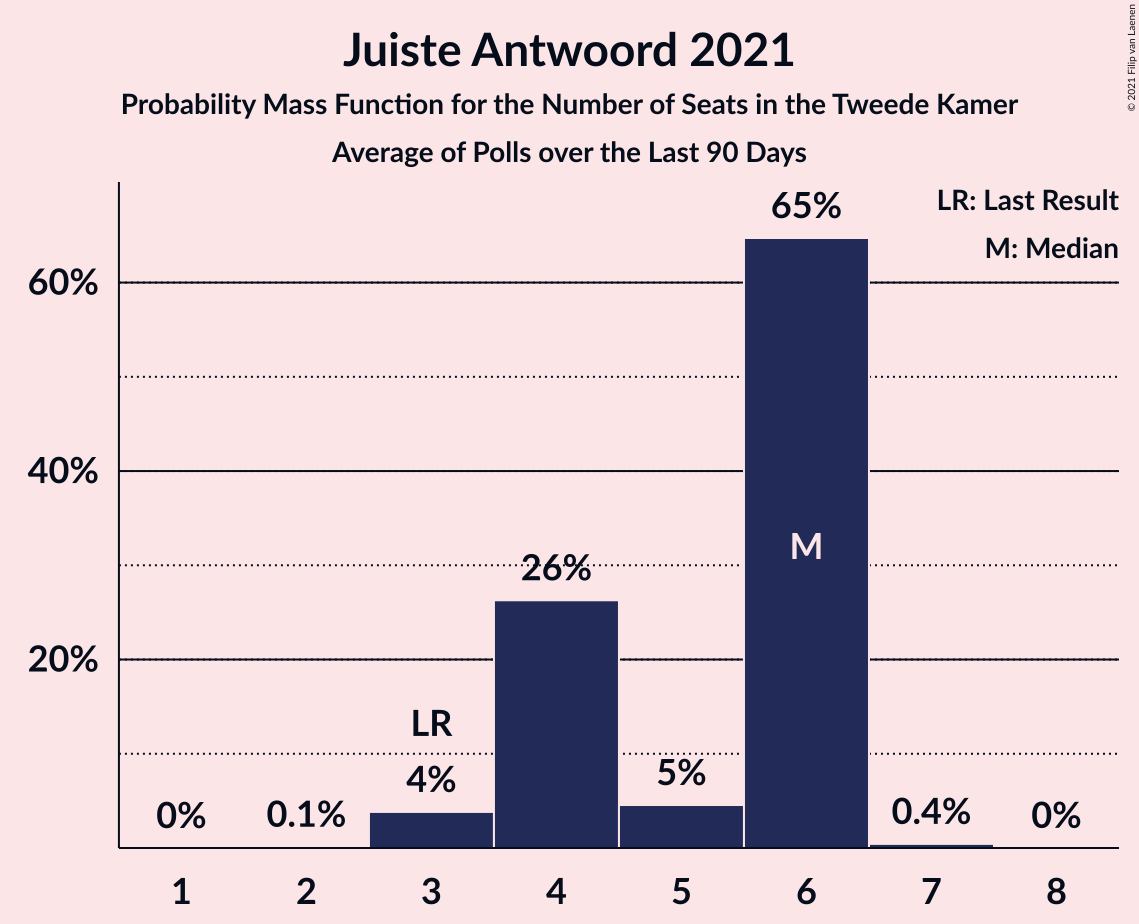 Juiste Antwoord 2021
Probability Mass Function for the Number of Seats in the Tweede Kamer
Average of Polls over the Last 90 Days
© 2021 Filip van Laenen
LR: Last Result
M: Median
65%
60%
40%
M
26%
20%
LR
4%
5%
0%
0.1%
0.4%
0%
1 2 3 4 5 6 7 8